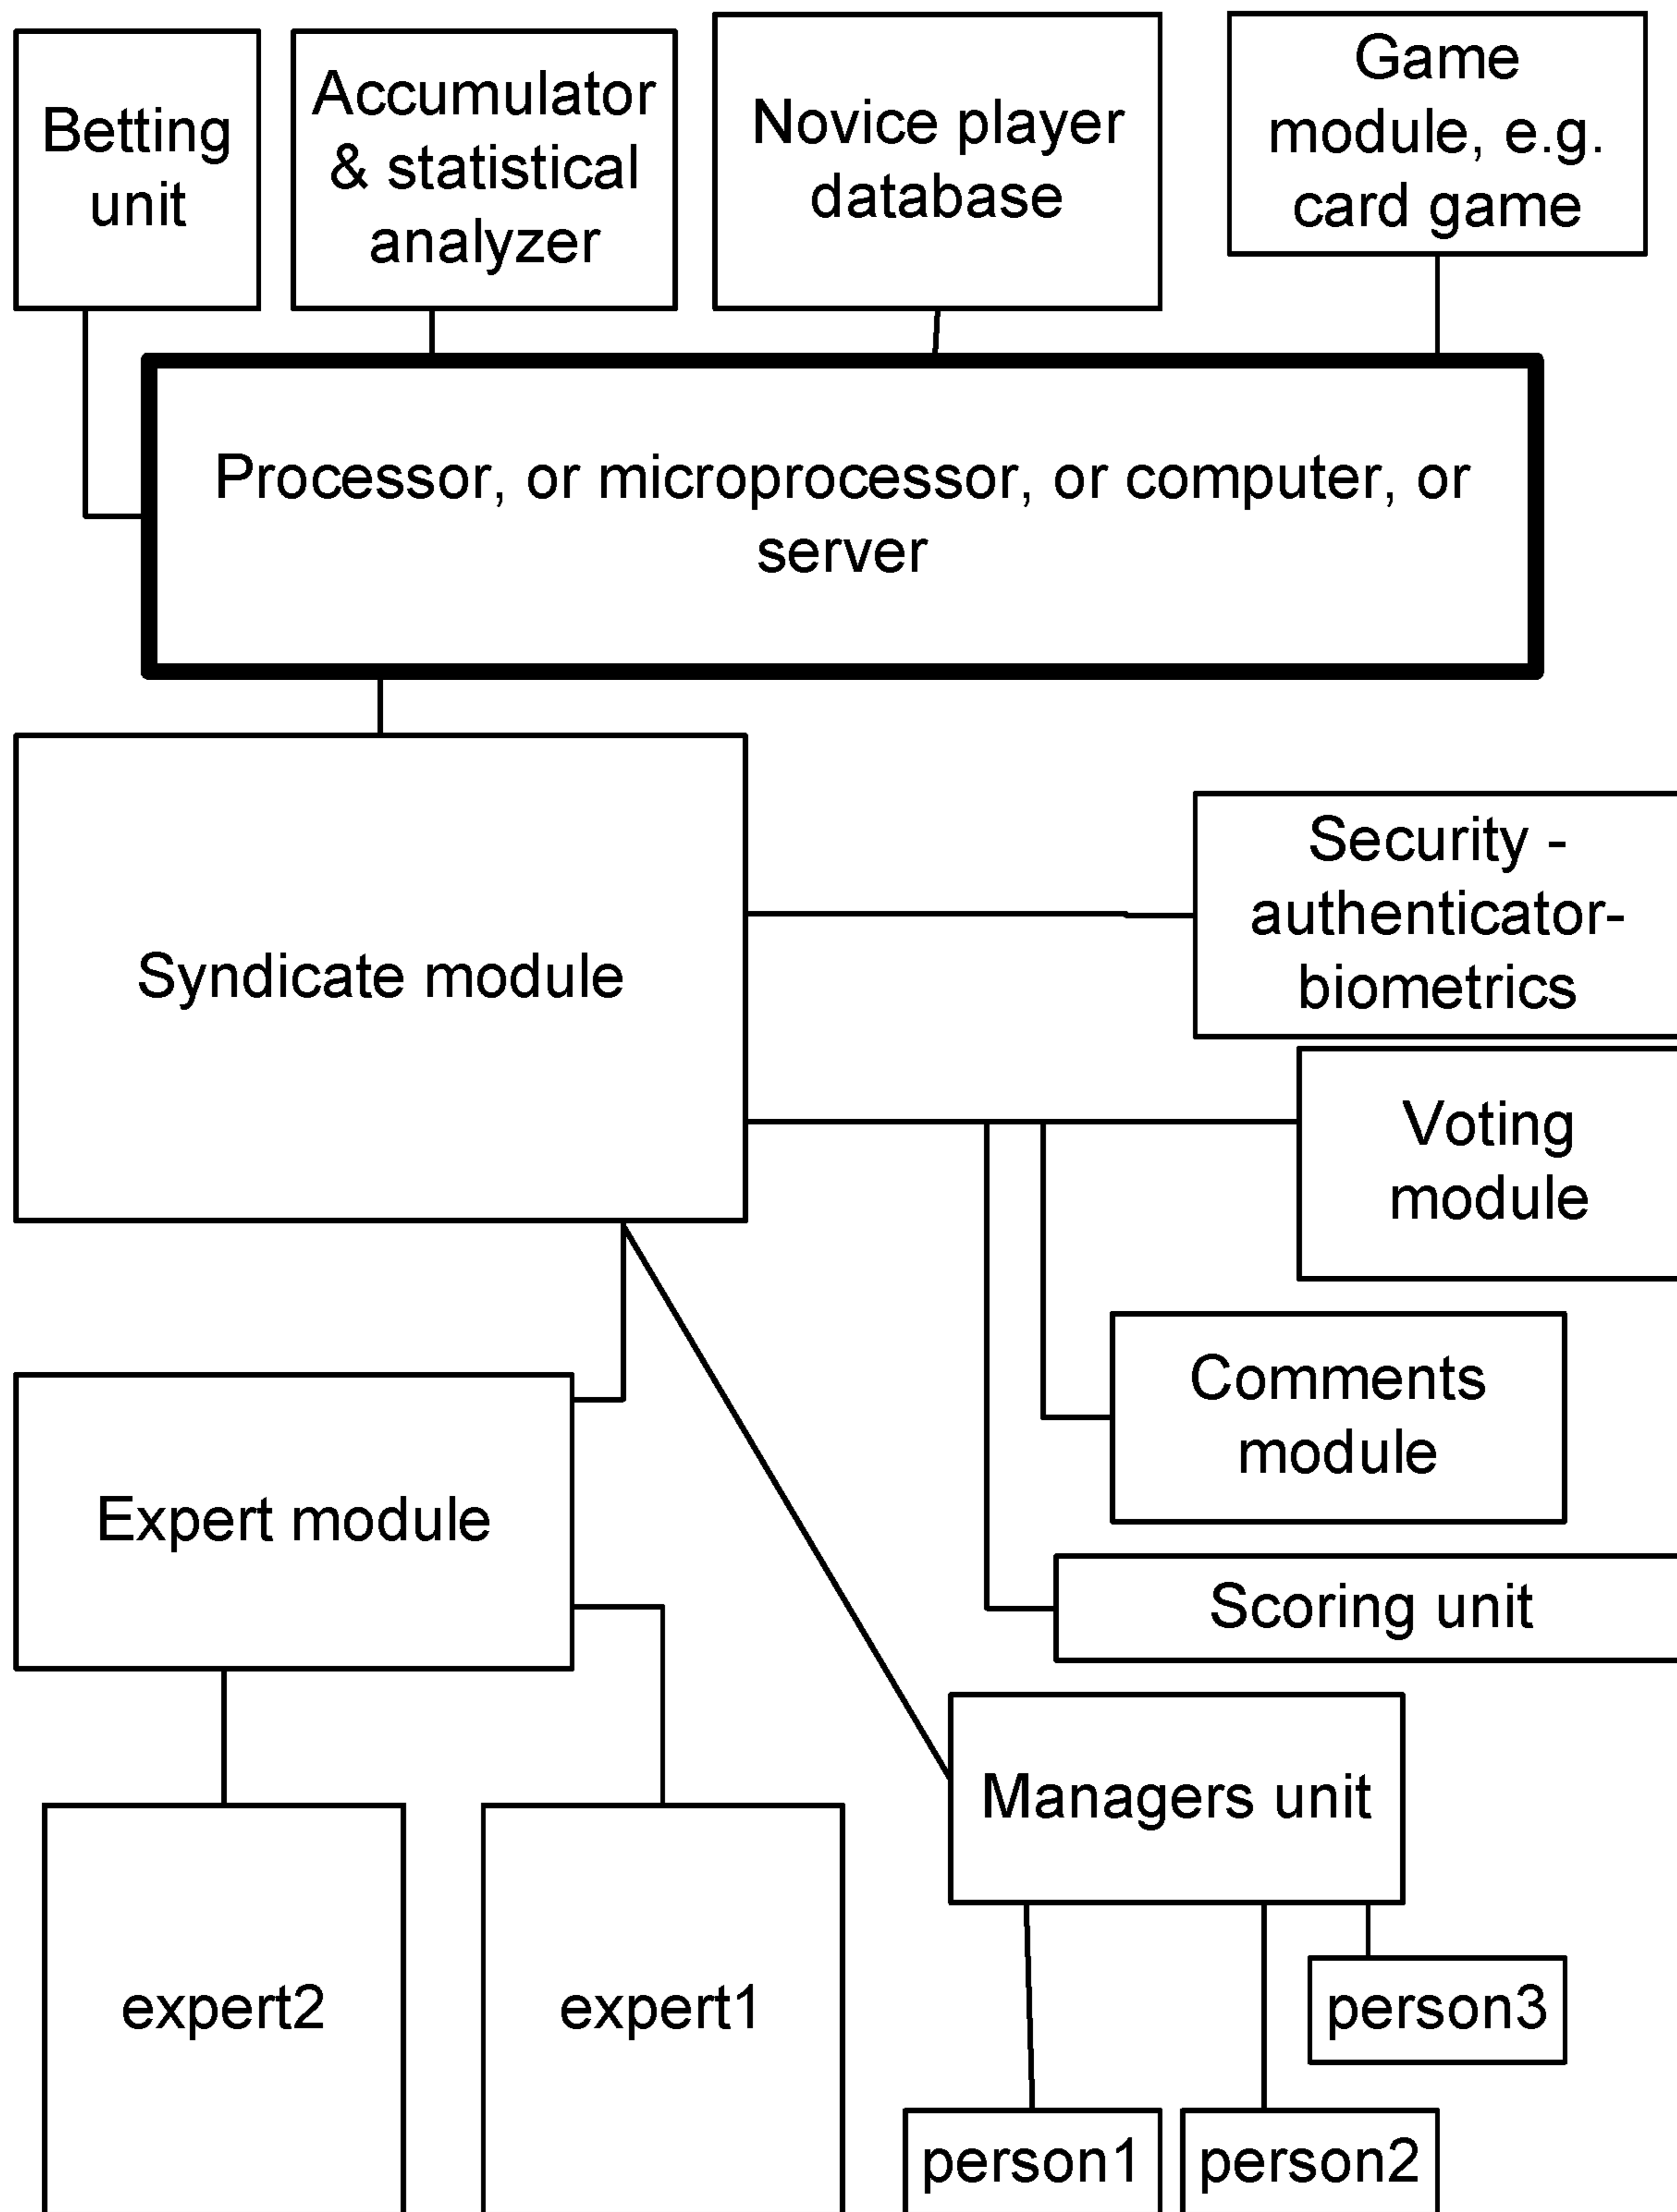 Betting
unit
Accumulator
& statistical
analyzer
Novice player
database
Game
module, e.g.
card game
Processor, or microprocessor, or computer, or
server
Syndicate module
Security -
authenticator-
biometrics
Voting
module
Comments
module
Expert module
Scoring unit
Managers unit
expert2
expert1
person3
person1
person2